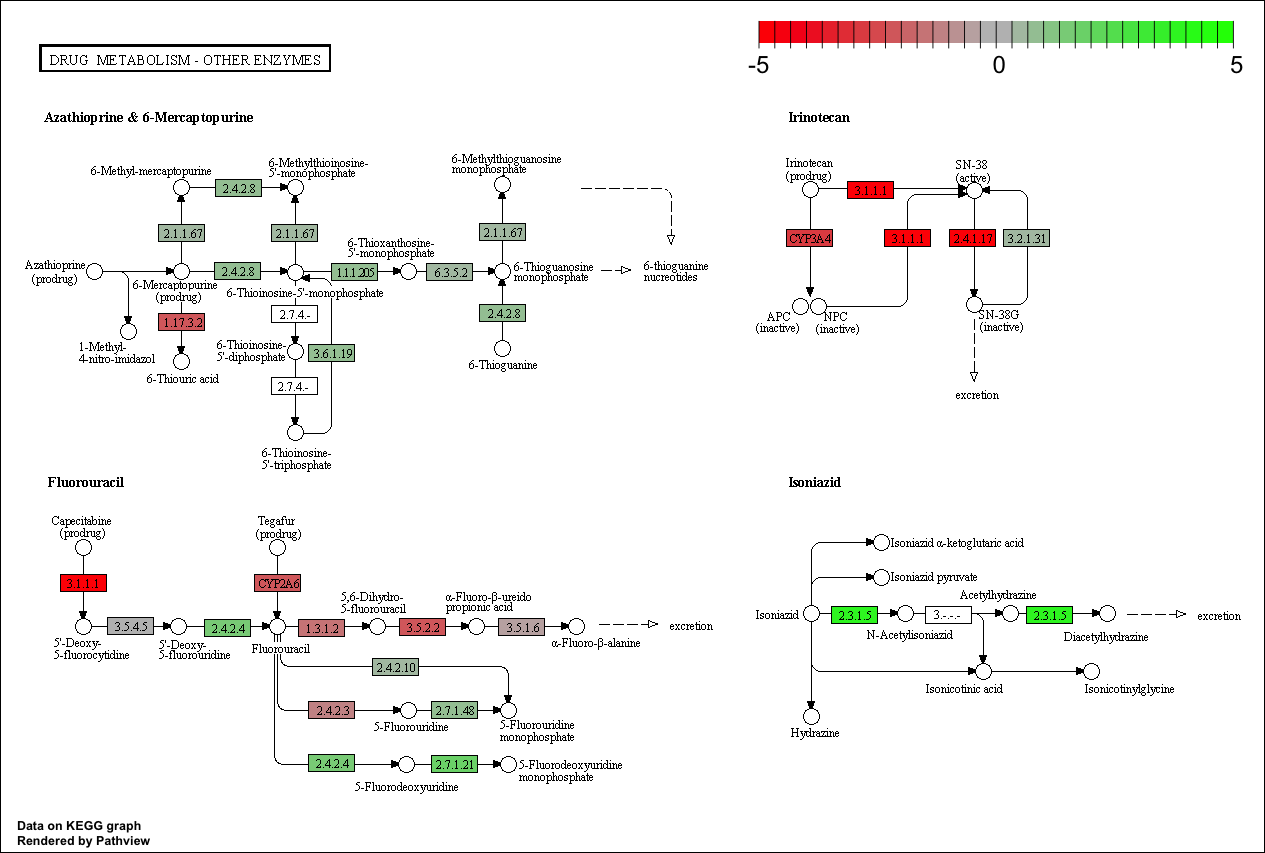 DRUG METABOLISM - OTHER ENZYMES
-5
0
5
Azathioprine & 6-Mercaptopurine
6-Methyl-mercaptopurine
6-Methylthioinosine-
5'-monophosphate
6-Methylthioguanosine
monophosphate
2.4.2.8
2.1.1.67
2.1.1.67
2.1.1.67
6-Thioxanthosine-
5'-monophosphate
Azathioprine
(prodrug)
2.4.2.8
1.1.1.205
6.3.5.2
6-Thioguanosine
monophosphate
6-thioguanine
nucreotides
6-Mercaptopurine
(prodrug)
6-Thioinosine-5'-monophosphate
1.17.3.2
2.7.4.-
2.4.2.8
1-Methyl-
4-nitro-imidazol
6-Thioinosine-
5'-diphosphate
3.6.1.19
6-Thioguanine
6-Thiouric acid
2.7.4.-
6-Thioinosine-
5'-triphosphate
Irinotecan
Irinotecan
(prodrug)
SN-38
(active)
3.1.1.1
CYP3A4
3.1.1.1
2.4.1.17
3.2.1.31
APC
(inactive)
NPC
(inactive)
SN-38G
(inactive)
excretion
Fluorouracil
Capecitabine
(prodrug)
Tegafur
(prodrug)
3.1.1.1
CYP2A6
5,6-Dihydro-
5-fluorouracil
α-Fluoro-β-ureido
propionic acid
3.5.4.5
2.4.2.4
1.3.1.2
3.5.2.2
3.5.1.6
excretion
5'-Deoxy-
5-fluorocytidine
5'-Deoxy-
5-fluorouridine
Fluorouracil
α-Fluoro-β-alanine
2.4.2.10
2.4.2.3
2.7.1.48
5-Fluorouridine
5-Fluorouridine
monophosphate
2.4.2.4
2.7.1.21
5-Fluorodeoxyuridine
monophosphate
5-Fluorodeoxyuridine
Isoniazid
Isoniazid α-ketoglutaric acid
Isoniazid pyruvate
Acetylhydrazine
Isoniazid
2.3.1.5
3.-.-.-
2.3.1.5
excretion
N-Acetylisoniazid
Diacetylhydrazine
Isonicotinic acid
Isonicotinylglycine
Hydrazine
Data on KEGG graph
Rendered by Pathview